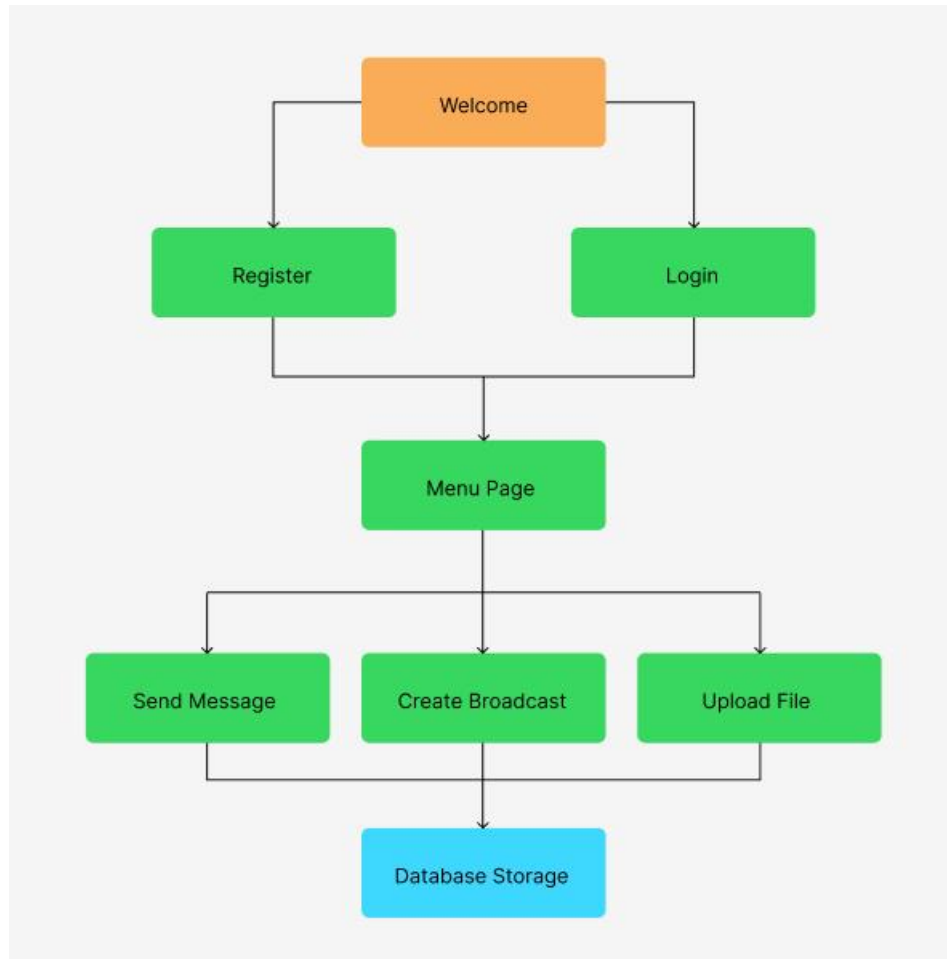 Welcome
Register
Login
Menu Page
Send Message
Create Broadcast
Upload File
Database Storage